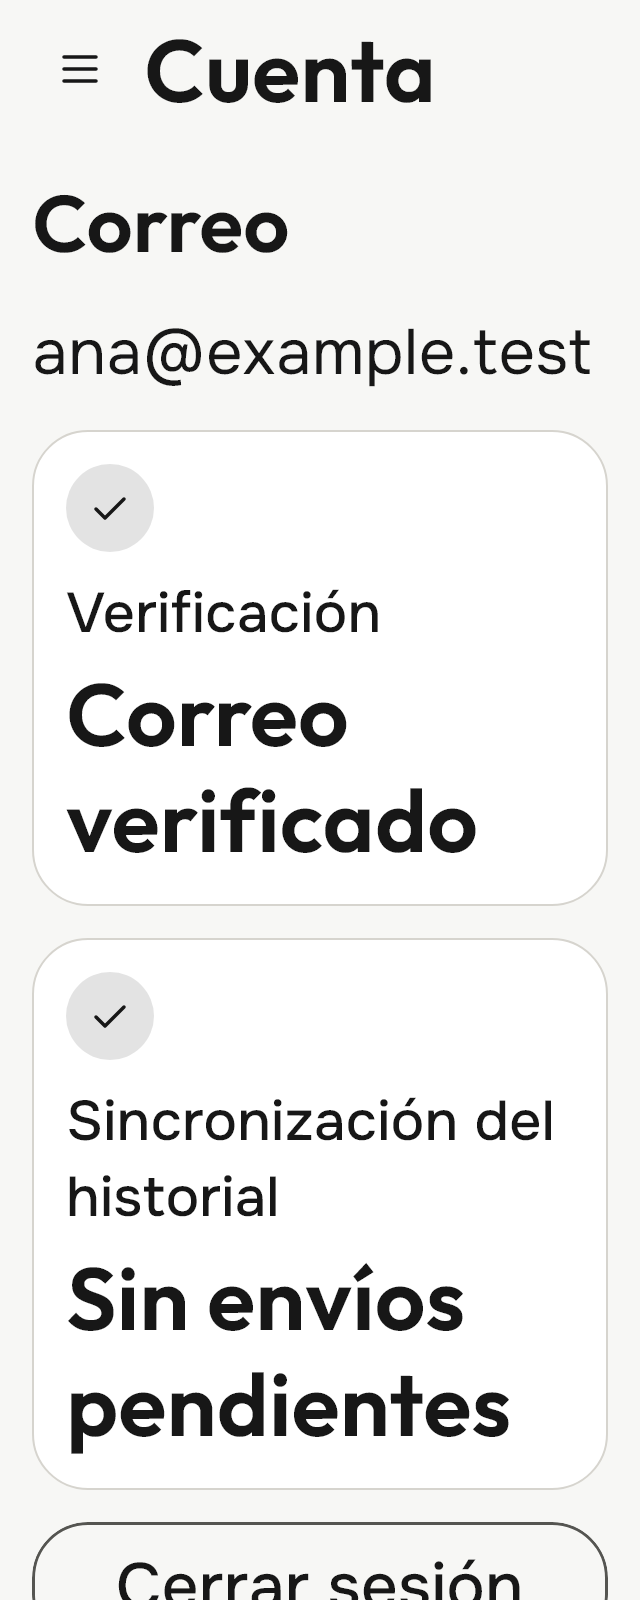 Cuenta
Correo
ana@example.test
Verificación
Correo
verificado
Sincronización del
historial
Sin envíos
pendientes
Cerrar sesión